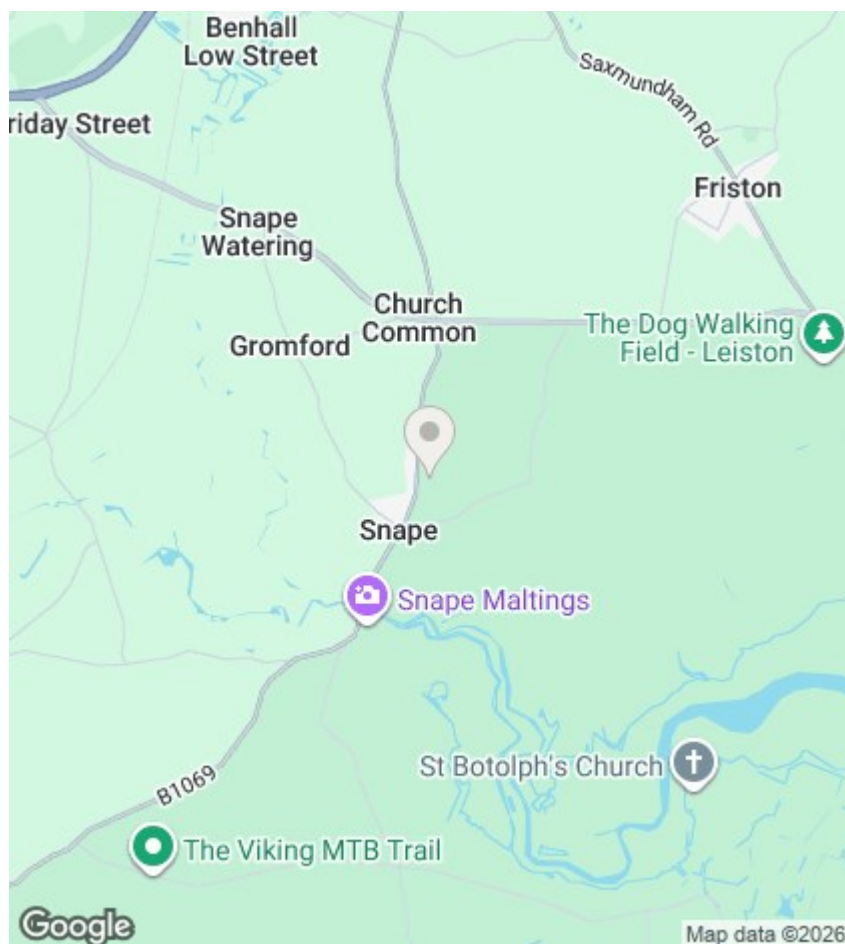 Benhall
Low Street
Saxmundham Rd
riday Street
Friston
Snape
Watering
Church
Common
Gromford
The Dog Walking
Field - Leiston
Snape
Snape Maltings
St Botolph's Church
B1069
The Viking MTB Trail
Google
Map data ©2026